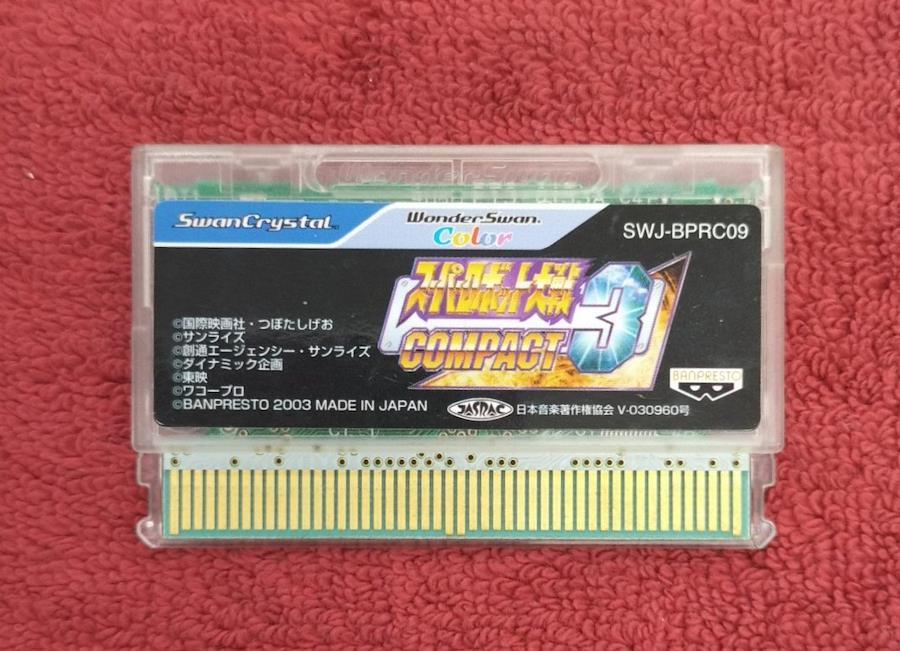 WonderSwan
SwanCrystal
WonderSwan
Color
SWJ-BPRC09
スーパーロボット大戦
COMPACT 3
©国際映画社・つぼたしげお
©サンライズ
©創通エージェンシー・サンライズ
©ダイナミック企画
©東映
©ワコープロ
©BANPRESTO 2003 MADE IN JAPAN
BANPRESTO
JASRAC 日本音楽著作権協会 V-030960号